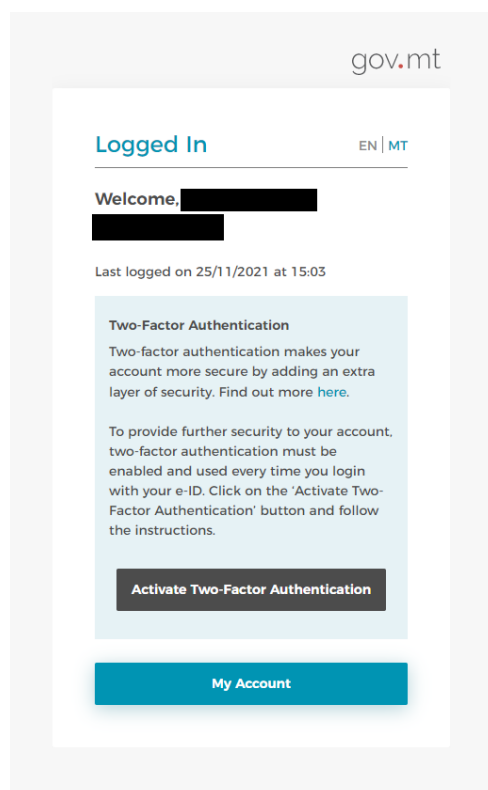 gov.mt
Logged In
EN | MT
Welcome,
Last logged on 25/11/2021 at 15:03
Two-Factor Authentication
Two-factor authentication makes your
account more secure by adding an extra
layer of security. Find out more here.
To provide further security to your account,
two-factor authentication must be
enabled and used every time you login
with your e-ID. Click on the ‘Activate Two-
Factor Authentication’ button and follow
the instructions.
Activate Two-Factor Authentication
My Account